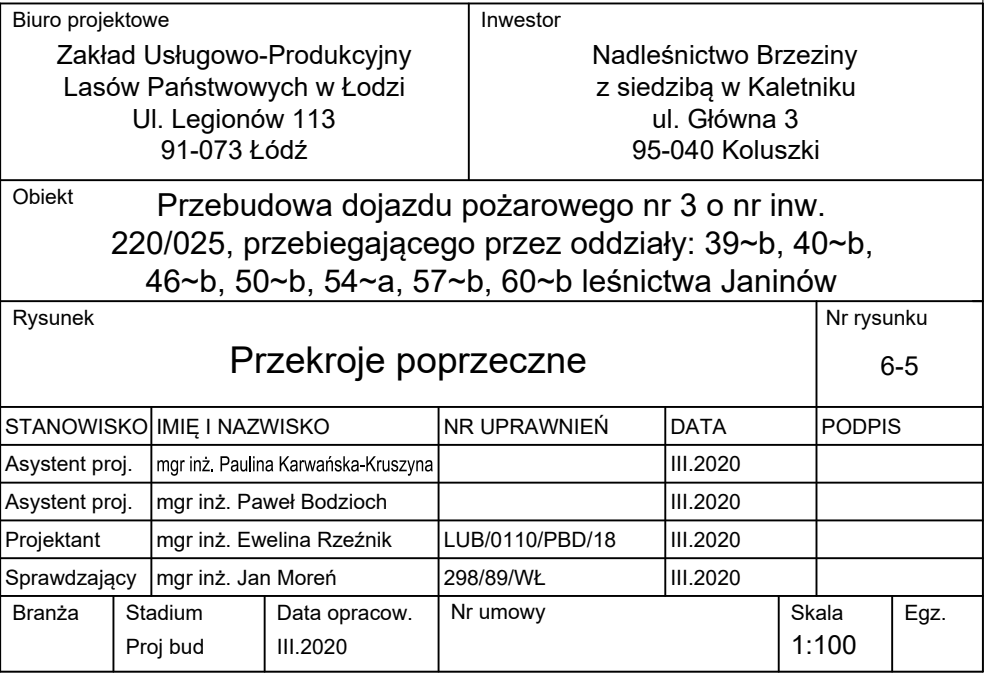 Biuro projektowe
Zakład Usługowo-Produkcyjny
Lasów Państwowych w Łodzi
Ul. Legionów 113
91-073 Łódź
Inwestor
Nadleśnictwo Brzeziny
z siedzibą w Kaletniku
ul. Główna 3
95-040 Koluszki
Obiekt
Przebudowa dojazdu pożarowego nr 3 o nr inw.
220/025, przebiegającego przez oddziały: 39~b, 40~b,
46~b, 50~b, 54~a, 57~b, 60~b leśnictwa Janinów
Rysunek
Przekroje poprzeczne
Nr rysunku
6-5
STANOWISKO IMIĘ I NAZWISKO NR UPRAWNIEŃ DATA PODPIS
Asystent proj. mgr inż. Paulina Karwańska-Kruszyna III.2020
Asystent proj. mgr inż. Paweł Bodzioch III.2020
Projektant mgr inż. Ewelina Rzeźnik LUB/0110/PBD/18 III.2020
Sprawdzający mgr inż. Jan Moreń 298/89/WŁ III.2020
Branża Stadium Data opracow. Nr umowy Skala Egz.
Proj bud III.2020 1:100